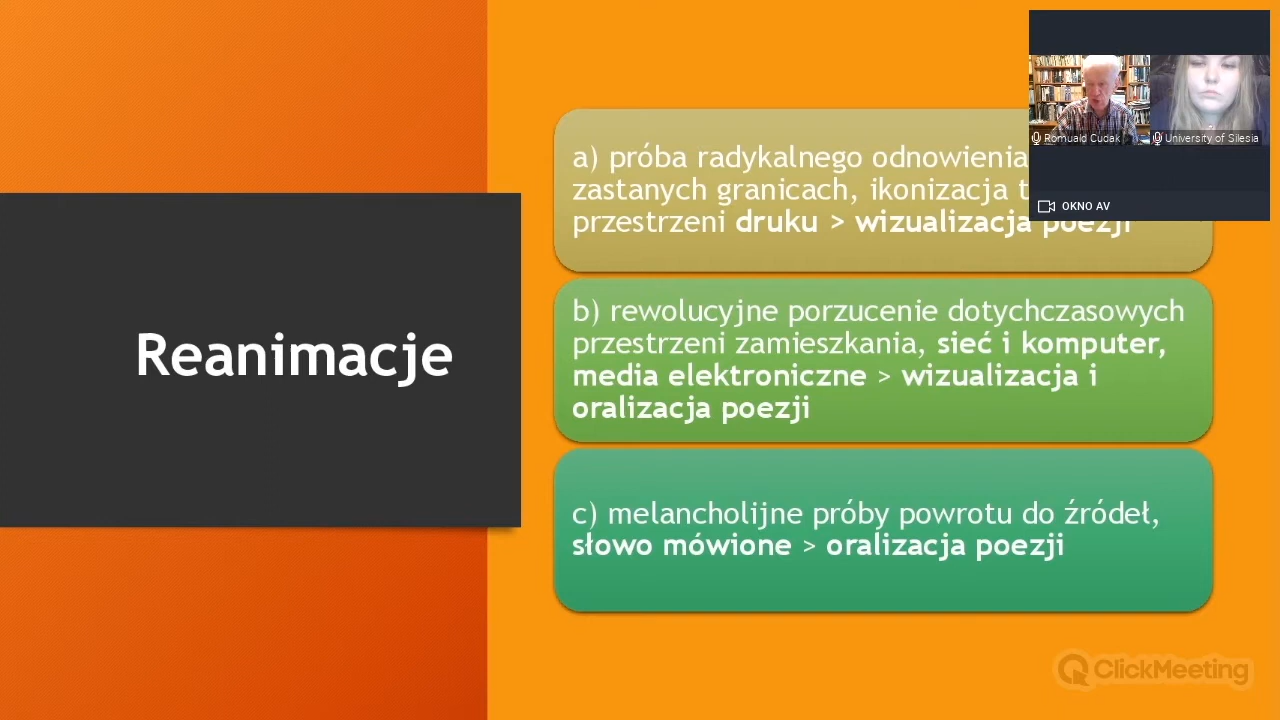 Reanimacje
a) próba radykalnego odnowienia
zastanych granicach, ikonizacja
przestrzeni druku > wizualizacja poezji
b) rewolucyjne porzucenie dotychczasowych
przestrzeni zamieszkania, sieć i komputer,
media elektroniczne > wizualizacja i
oralizacja poezji
c) melancholijne próby powrotu do źródeł,
słowo mówione > oralizacja poezji
Romuald Cudak
University of Silesia
OKNO AV
ClickMeeting